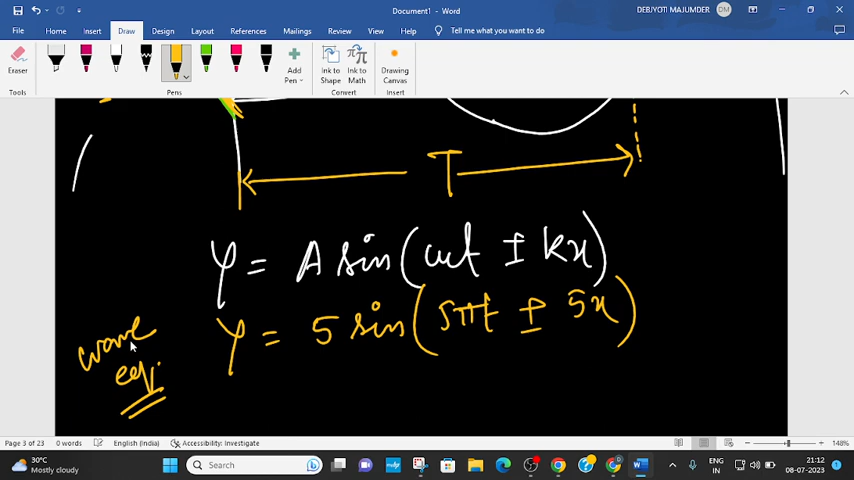 Document1 - Word
DEBJYOTI MAJUMDER
DM
File Home Insert Draw Design Layout References Mailings Review View Help Tell me what you want to do
Eraser
Add Pen
Ink to Shape
Ink to Math
Drawing Canvas
Tools Pens Convert Insert
T
y = A sin (ωt ± kx)
y = 5 sin (5πt ± 5x)
wave
eq.
Page 3 of 23 0 words English (India) Accessibility: Investigate 148%
30°C
Mostly cloudy
Search
ENG
IN
21:12
08-07-2023